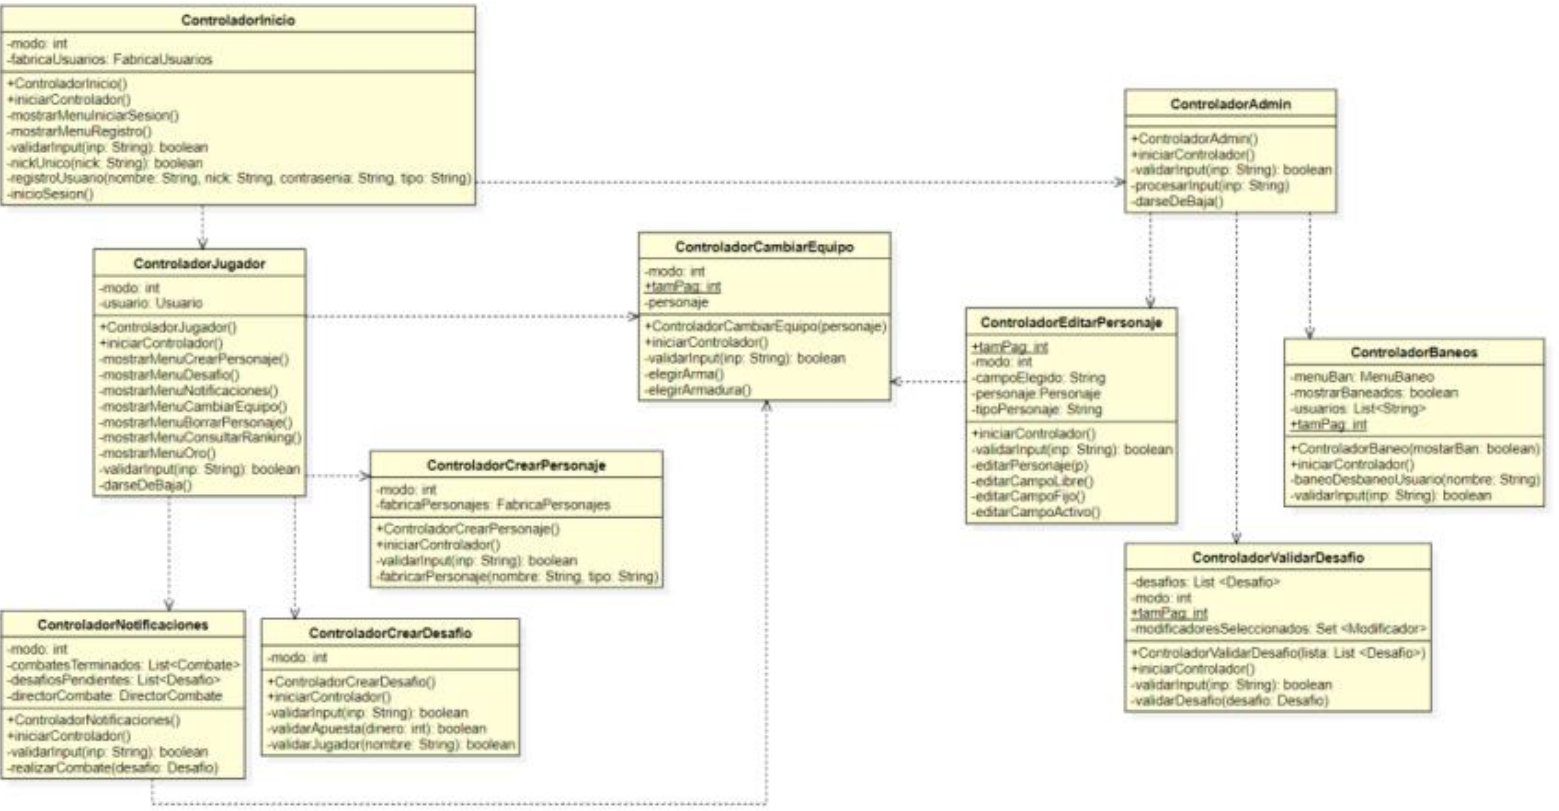 ControladorInicio
-modo: int
-fabricaUsuarios: FabricaUsuarios
+ControladorInicio()
+iniciarControlador()
-mostrarMenuIniciarSesion()
-mostrarMenuRegistro()
-validarInput(inp: String): boolean
-nickUnico(nick: String): boolean
-registroUsuario(nombre: String, nick: String, contrasenia: String, tipo: String)
-inicioSesion()
ControladorAdmin
+ControladorAdmin()
+iniciarControlador()
-validarInput(inp: String): boolean
-procesarInput(inp: String)
-darseDeBaja()
ControladorJugador
-modo: int
-usuario: Usuario
+ControladorJugador()
+iniciarControlador()
-mostrarMenuCrearPersonaje()
-mostrarMenuDesafio()
-mostrarMenuNotificaciones()
-mostrarMenuCambiarEquipo()
-mostrarMenuBorrarPersonaje()
-mostrarMenuConsultarRanking()
-mostrarMenuOro()
-validarInput(inp: String): boolean
-darseDeBaja()
ControladorCambiarEquipo
-modo: int
+tamPag: int
-personaje
+ControladorCambiarEquipo(personaje)
+iniciarControlador()
-validarInput(inp: String): boolean
-elegirArma()
-elegirArmadura()
ControladorEditarPersonaje
+tamPag: int
-modo: int
-campoElegido: String
-personaje:Personaje
-tipoPersonaje: String
+iniciarControlador()
-validarInput(inp: String): boolean
-editarPersonaje(p)
-editarCampoLibre()
-editarCampoFijo()
-editarCampoActivo()
ControladorBaneos
-menuBan: MenuBaneo
-mostrarBaneados: boolean
-usuarios: List<String>
+tamPag: int
+ControladorBaneo(mostarBan: boolean)
+iniciarControlador()
-baneoDesbaneoUsuario(nombre: String)
-validarInput(inp: String): boolean
ControladorCrearPersonaje
-modo: int
-fabricaPersonajes: FabricaPersonajes
+ControladorCrearPersonaje()
+iniciarControlador()
-validarInput(inp: String): boolean
-fabricarPersonaje(nombre: String, tipo: String)
ControladorValidarDesafio
-desafios: List <Desafio>
-modo: int
+tamPag: int
-modificadoresSeleccionados: Set <Modificador>
+ControladorValidarDesafio(lista: List <Desafio>)
+iniciarControlador()
-validarInput(inp: String): boolean
-validarDesafio(desafio: Desafio)
ControladorNotificaciones
-modo: int
-combatesTerminados: List<Combate>
-desafiosPendientes: List<Desafio>
-directorCombate: DirectorCombate
+ControladorNotificaciones()
+iniciarControlador()
-validarInput(inp: String): boolean
-realizarCombate(desafio: Desafio)
ControladorCrearDesafio
-modo: int
+ControladorCrearDesafio()
+iniciarControlador()
-validarInput(inp: String): boolean
-validarApuesta(dinero: int): boolean
-validarJugador(nombre: String): boolean